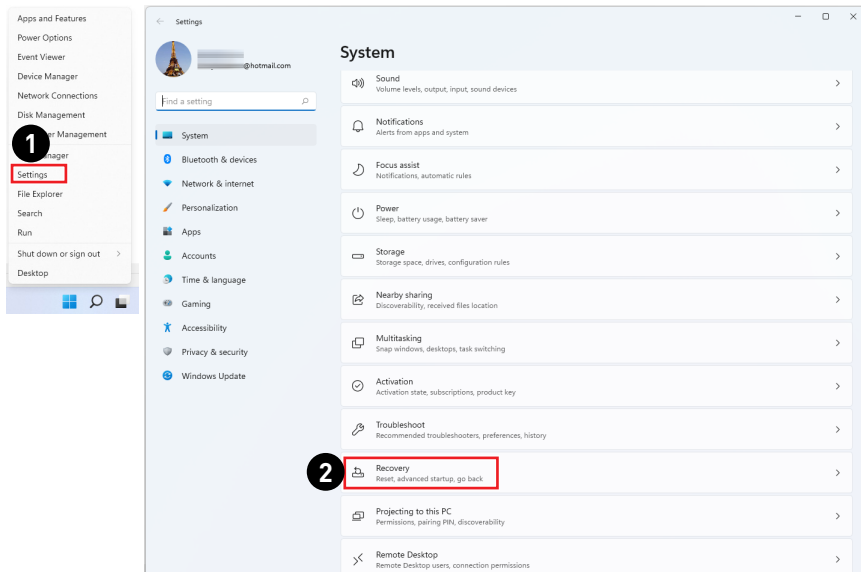 Apps and Features
Power Options
Event Viewer
Device Manager
Network Connections
Disk Management
Management
1
Settings
File Explorer
Search
Run
Shut down or sign out
Desktop
Settings
@hotmail.com
Find a setting
System
Bluetooth & devices
Network & internet
Personalization
Apps
Accounts
Time & language
Gaming
Accessibility
Privacy & security
Windows Update
System
Sound
Volume levels, output, input, sound devices
Notifications
Alerts from apps and system
Focus assist
Notifications, automatic rules
Power
Sleep, battery usage, battery saver
Storage
Storage space, drives, configuration rules
Nearby sharing
Discoverability, received files location
Multitasking
Snap windows, desktops, task switching
Activation
Activation state, subscriptions, product key
Troubleshoot
Recommended troubleshooters, preferences, history
2
Recovery
Reset, advanced startup, go back
Projecting to this PC
Permissions, pairing PIN, discoverability
Remote Desktop
Remote Desktop users, connection permissions